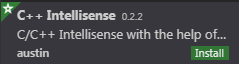 C++ Intellisense 0.2.2
C/C++ Intellisense with the help of...
austin Install